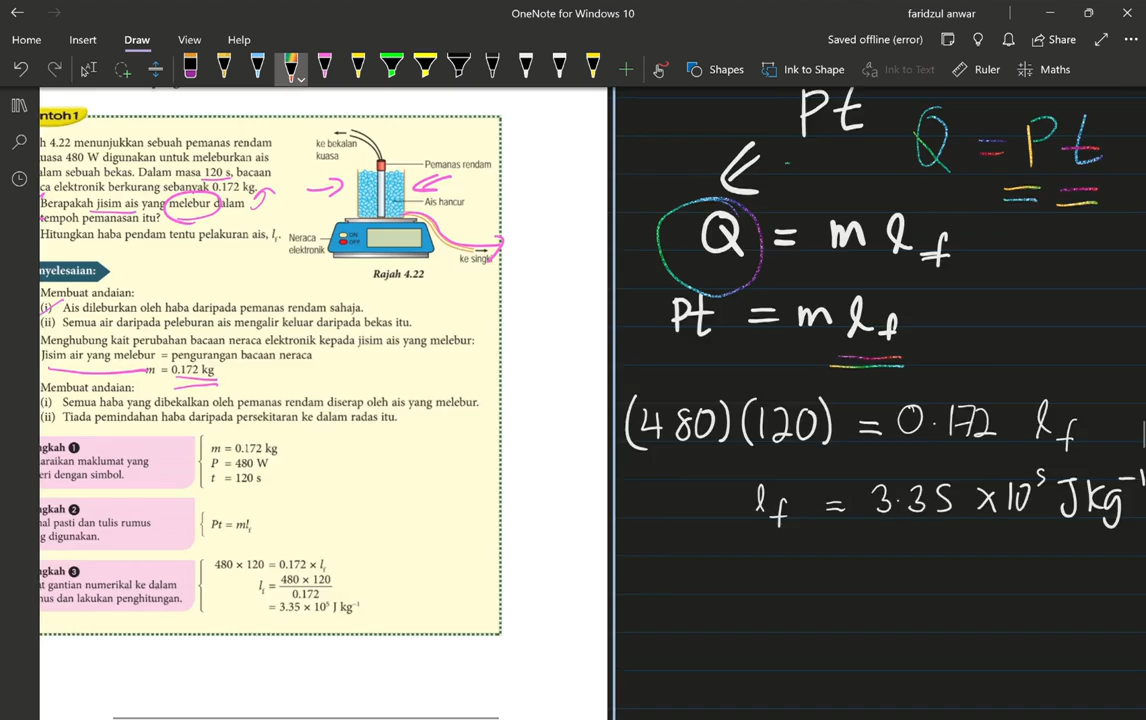 OneNote for Windows 10
faridzul anwar
Home Insert Draw View Help
Saved offline (error)
Share
Shapes
Ink to Shape
Ink to Text
Ruler
Maths
ntoh1
h 4.22 menunjukkan sebuah pemanas rendam
uasa 480 W digunakan untuk meleburkan ais
alam sebuah bekas. Dalam masa 120 s, bacaan
ca elektronik berkurang sebanyak 0.172 kg.
Berapakah jisim ais yang melebur dalam
tempoh pemanasan itu?
Hitungkan haba pendam tentu pelakuran ais, lf.
ke bekalan
kuasa
Pemanas rendam
Ais hancur
Neraca
elektronik
ON
OFF
ke singki
Rajah 4.22
nyelesaian:
Membuat andaian:
(i) Ais dileburkan oleh haba daripada pemanas rendam sahaja.
(ii) Semua air daripada peleburan ais mengalir keluar daripada bekas itu.
Menghubung kait perubahan bacaan neraca elektronik kepada jisim ais yang melebur:
Jisim air yang melebur = pengurangan bacaan neraca
m = 0.172 kg
Membuat andaian:
(i) Semua haba yang dibekalkan oleh pemanas rendam diserap oleh ais yang melebur.
(ii) Tiada pemindahan haba daripada persekitaran ke dalam radas itu.
ngkah 1
araikan maklumat yang
eri dengan simbol.
m = 0.172 kg
P = 480 W
t = 120 s
ngkah 2
nal pasti dan tulis rumus
g digunakan.
Pt = mlf
ngkah 3
at gantian numerikal ke dalam
mus dan lakukan penghitungan.
480 × 120 = 0.172 × lf
lf = 480 × 120
0.172
= 3.35 × 10⁵ J kg⁻¹
Pt
Q = Pt
Q = m lf
Pt = m lf
(480)(120) = 0.172 lf
lf = 3.35 × 10⁵ J kg⁻¹